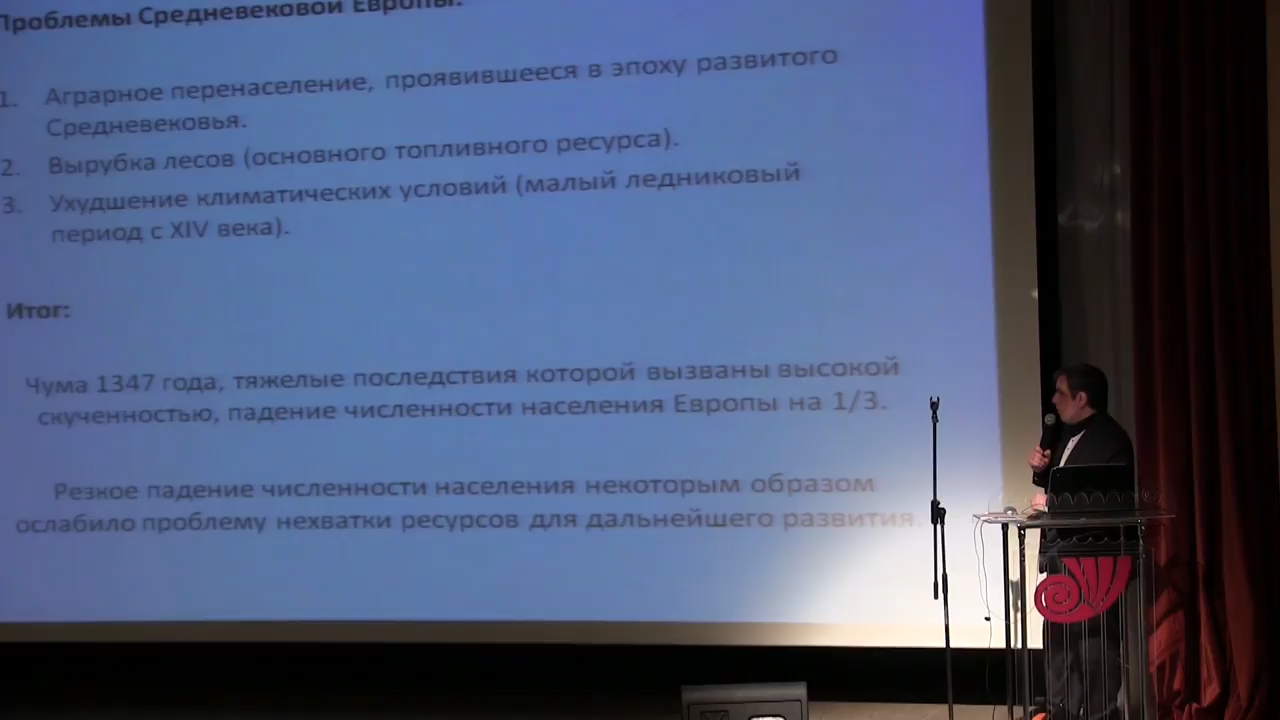 Проблемы Средневековой Европы:
1. Аграрное перенаселение, проявившееся в эпоху развитого
Средневековья.
2. Вырубка лесов (основного топливного ресурса).
3. Ухудшение климатических условий (малый ледниковый
период с XIV века).
Итог:
Чума 1347 года, тяжелые последствия которой вызваны высокой
скученностью, падение численности населения Европы на 1/3.
Резкое падение численности населения некоторым образом
ослабило проблему нехватки ресурсов для дальнейшего развития.